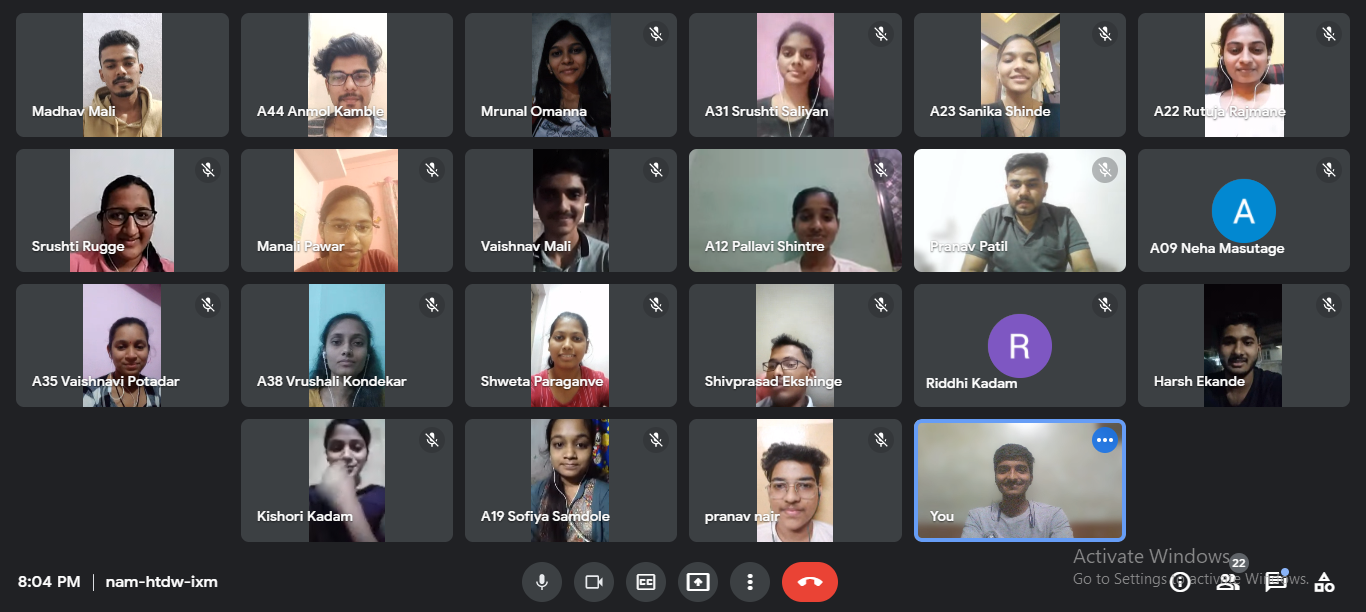 Madhav Mali
A44 Anmol Kamble
Mrunal Omanna
A31 Srushti Saliyan
A23 Sanika Shinde
A22 Rutuja Rajmane
Srushti Rugge
Manali Pawar
Vaishnav Mali
A12 Pallavi Shintre
Pranav Patil
A
A09 Neha Masutage
A35 Vaishnavi Potadar
A38 Vrushali Kondekar
Shweta Paraganve
Shivprasad Ekshinge
R
Riddhi Kadam
Harsh Ekande
Kishori Kadam
A19 Sofiya Samdole
pranav nair
You
Activate Windows
Go to Settings to activate Windows.
8:04 PM | nam-htdw-ixm
CC
22